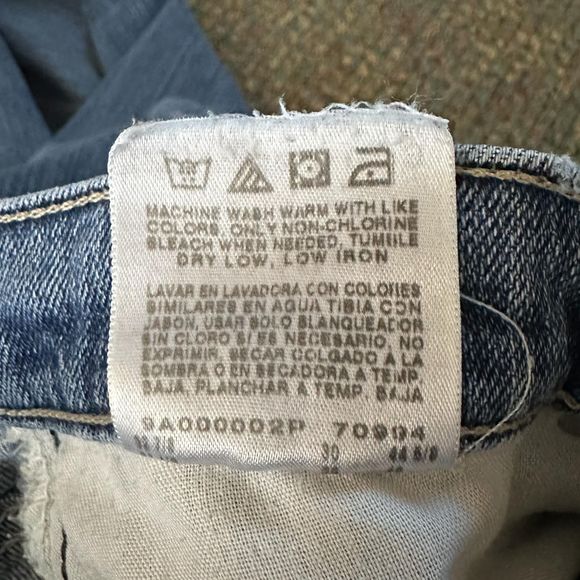 MACHINE WASH WARM WITH LIKE
COLORS, ONLY NON-CHLORINE
BLEACH WHEN NEEDED, TUMBLE
DRY LOW, LOW IRON
LAVAR EN LAVADORA CON COLORES
SIMILARES EN AGUA TIBIA CON
JASON, USAR SOLO BLANQUEADOR
SIN CLORO S/ES NECESARIO, NO
EXPRIMIR, SECAR COLGADO A LA
SOMBRA O EN SECADORA A TEMP.
BAJA, PLANCHAR A TEMP. BAJA
9A000002P 70904
30